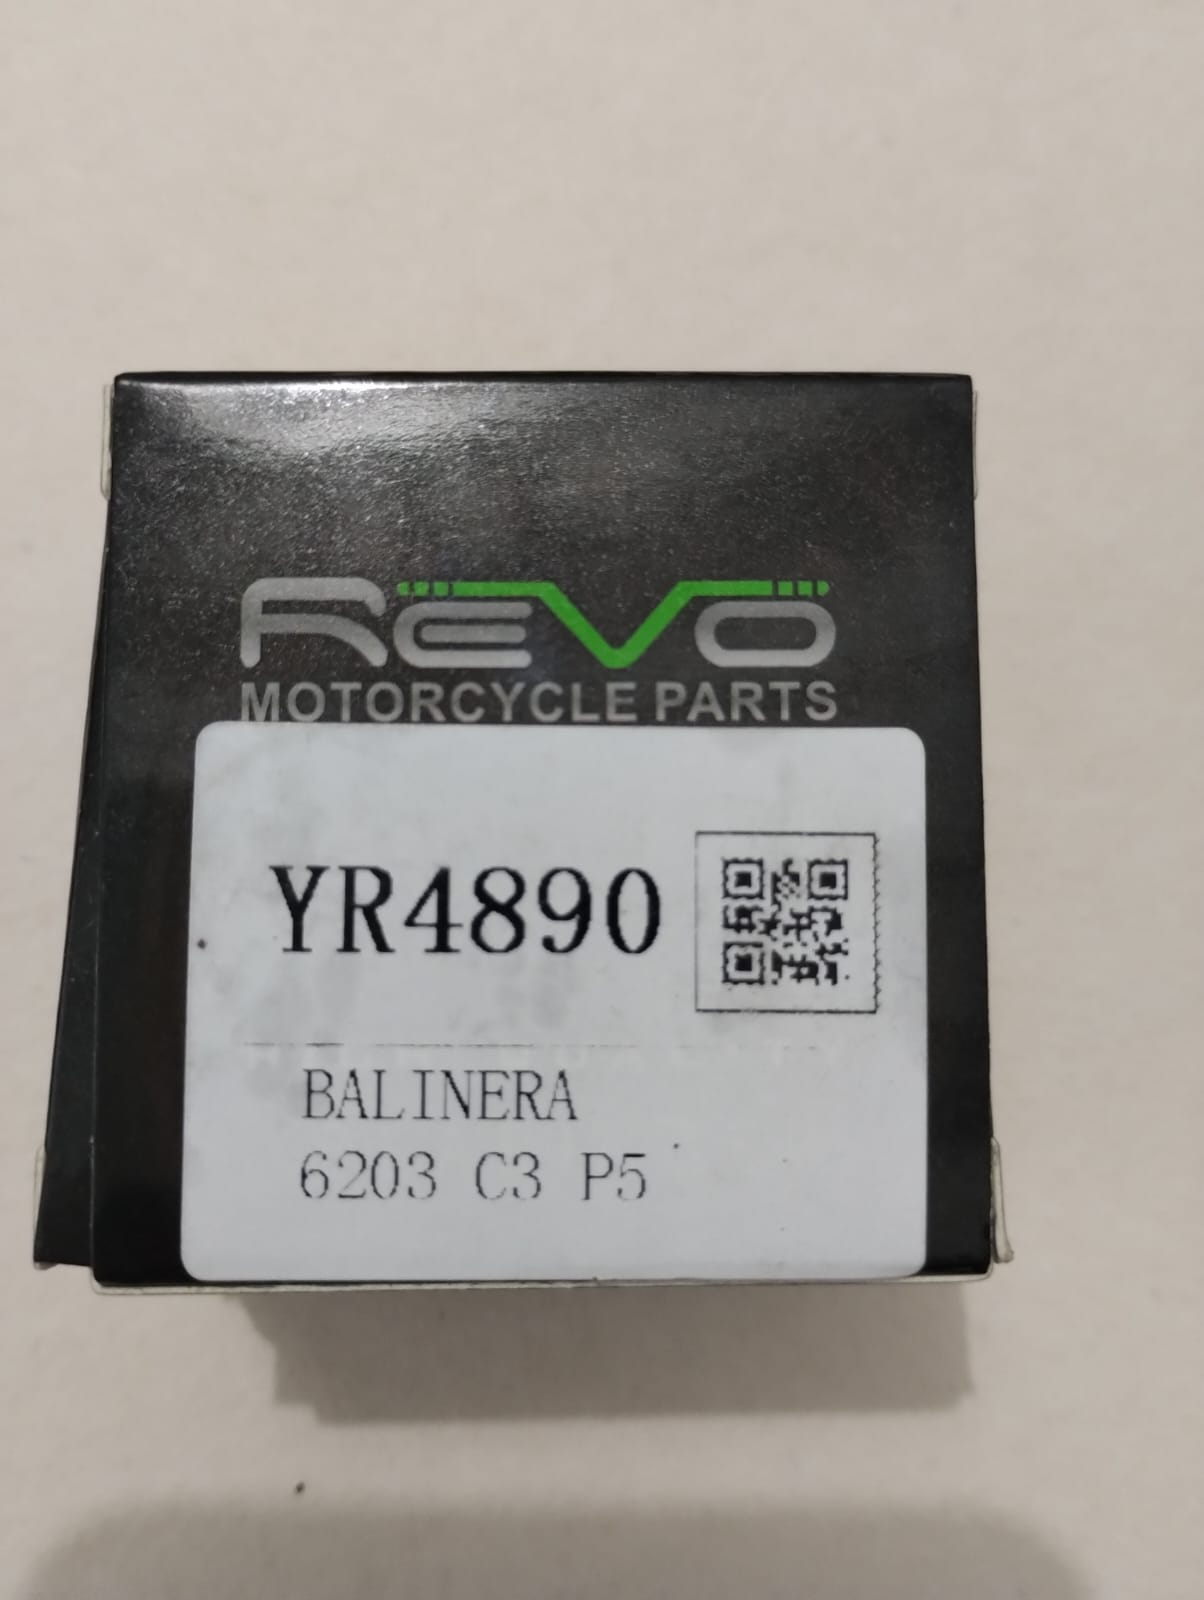 REVO
MOTORCYCLE PARTS
YR4890
BALINERA
6203 C3 P5